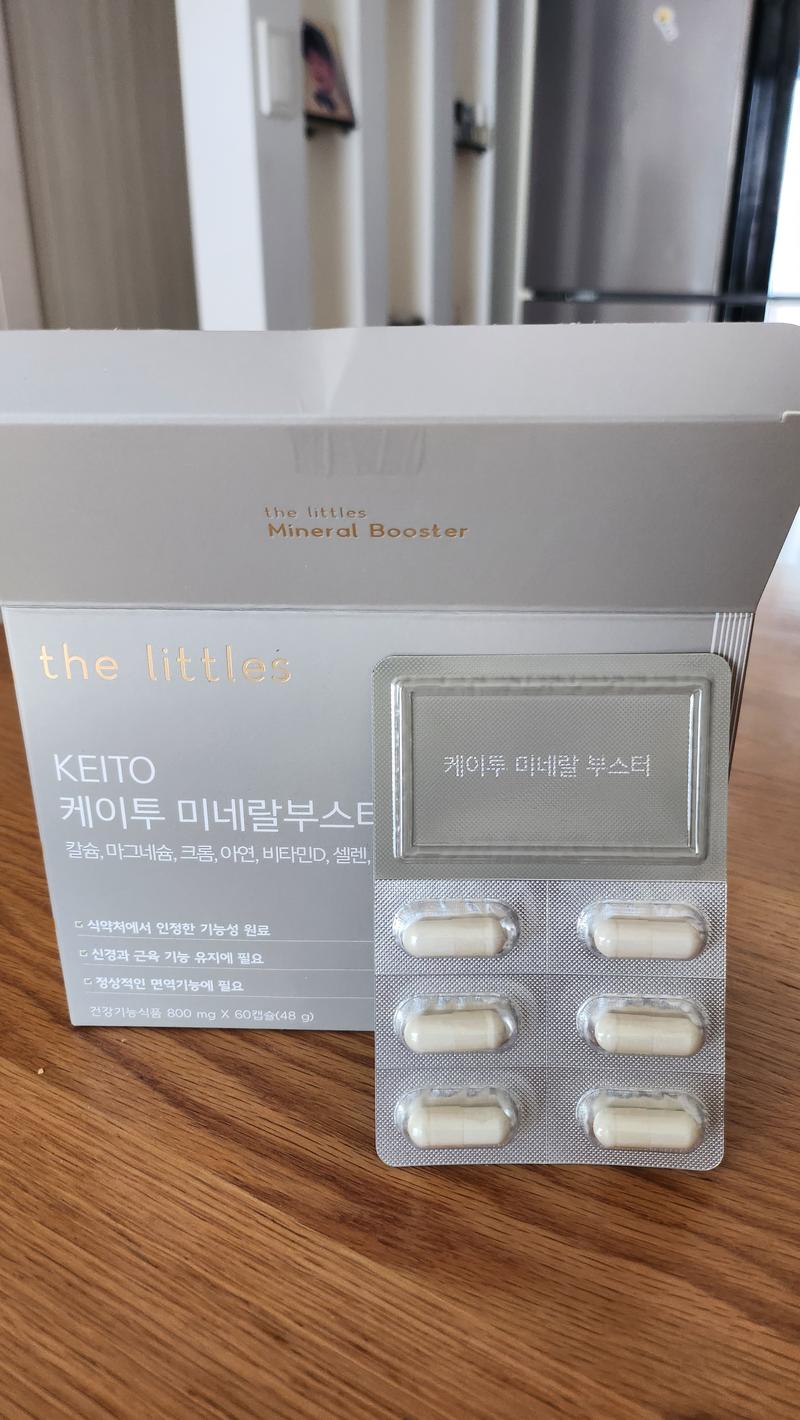 the littles
Mineral Booster
the littles
KEITO
케이투 미네랄부스터
칼슘, 마그네슘, 크롬, 아연, 비타민D, 셀렌,
식약처에서 인정한 기능성 원료
신경과 근육 기능 유지에 필요
정상적인 면역기능에 필요
건강기능식품 800 mg X 60캡슐(48 g)
케이투 미네랄 부스터